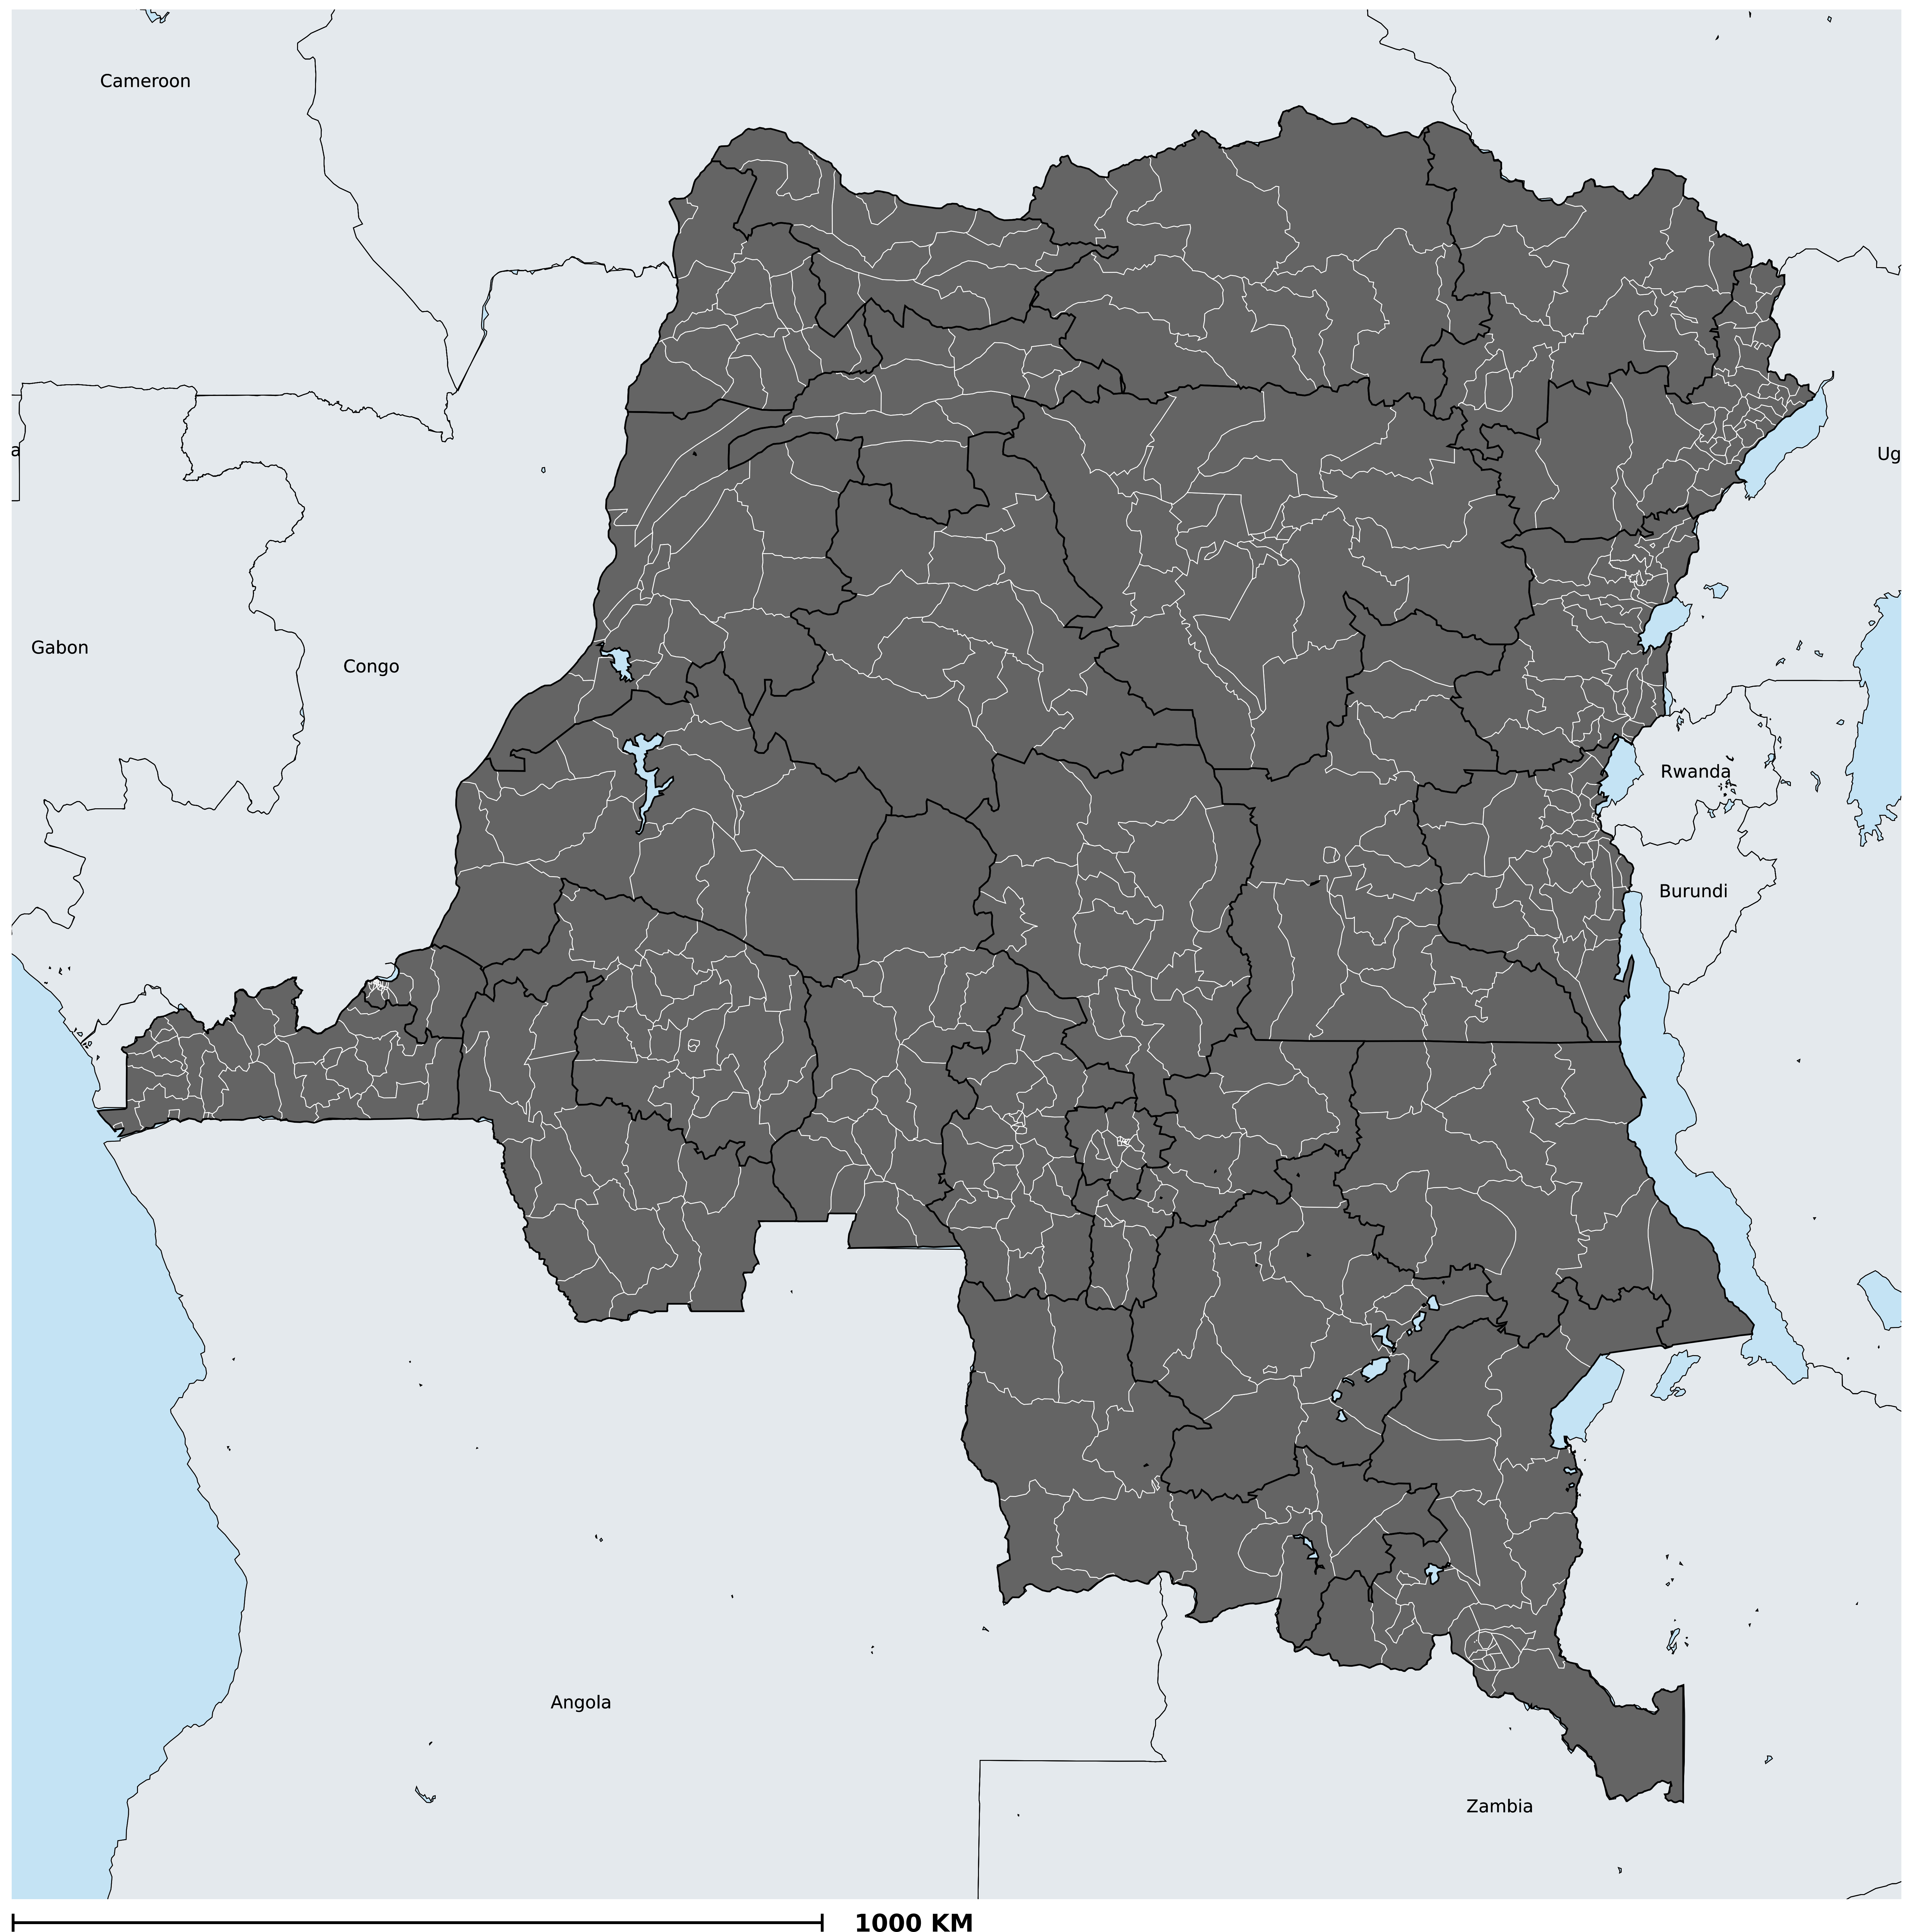 Cameroon
a
Ug
Gabon
Congo
Rwanda
Burundi
Angola
Zambia
1000 KM